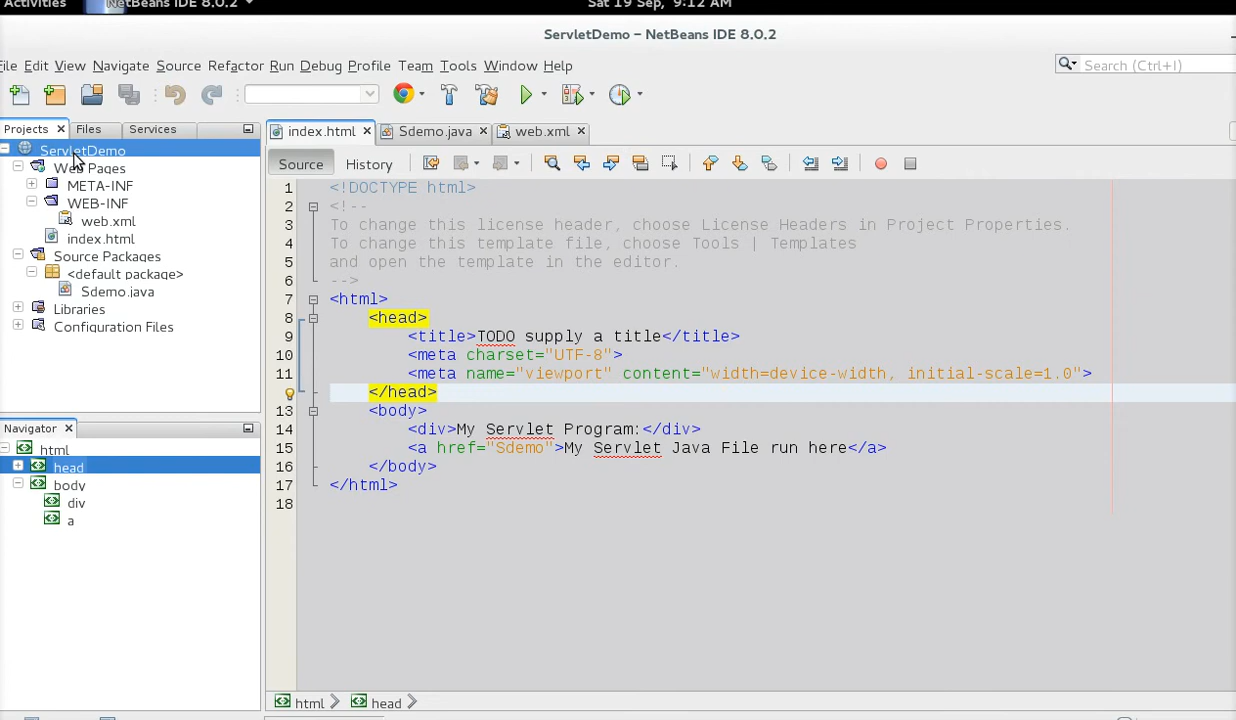 Activities NetBeans IDE 8.0.2 Sat 19 Sep, 9:12 AM
ServletDemo – NetBeans IDE 8.0.2
File Edit View Navigate Source Refactor Run Debug Profile Team Tools Window Help Search (Ctrl+I)
Projects Files Services
index.html Sdemo.java web.xml
Source History
ServletDemo
Web Pages
META-INF
WEB-INF
web.xml
index.html
Source Packages
<default package>
Sdemo.java
Libraries
Configuration Files
Navigator
html
head
body
div
a
1 <!DOCTYPE html>
2 <!--
3 To change this license header, choose License Headers in Project Properties.
4 To change this template file, choose Tools | Templates
5 and open the template in the editor.
6 -->
7 <html>
8 <head>
9 <title>TODO supply a title</title>
10 <meta charset="UTF-8">
11 <meta name="viewport" content="width=device-width, initial-scale=1.0">
</head>
13 <body>
14 <div>My Servlet Program:</div>
15 <a href="Sdemo">My Servlet Java File run here</a>
16 </body>
17 </html>
18
html head